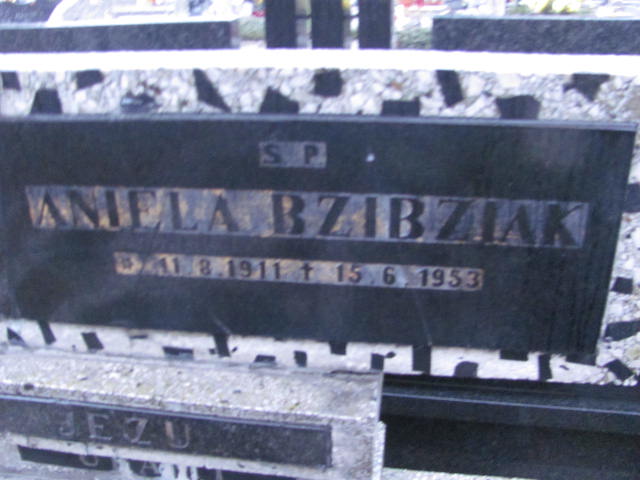 S P
ANIELA BZIBZIAK
* 11.8.1911 † 15.6.1953
JEZU